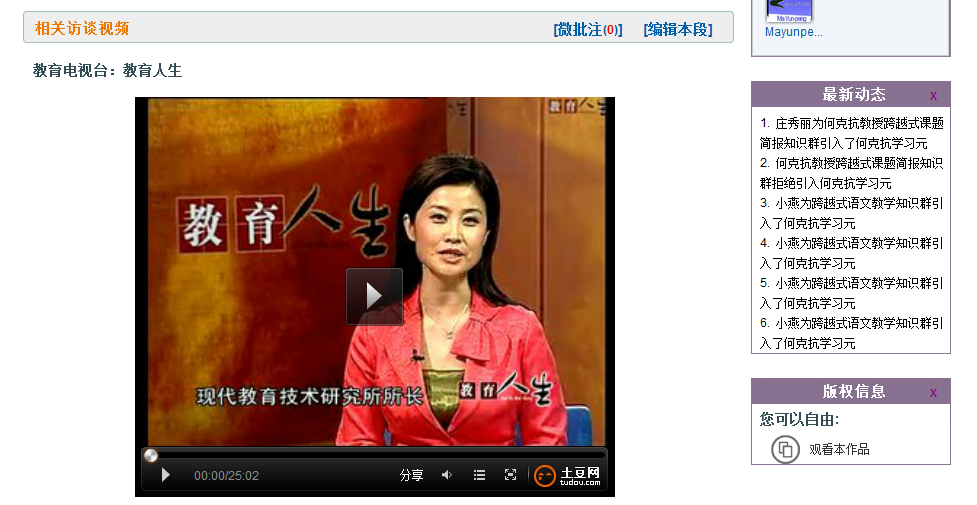 相关访谈视频
[微批注(0)] [编辑本段]
教育电视台：教育人生
教育人生
教育人生
现代教育技术研究所所长
教育人生
00:00/25:02
分享
土豆网
tudou.com
MaYunpeng
Mayunpe...
最新动态 x
1. 庄秀丽为何克抗教授跨越式课题
简报知识群引入了何克抗学习元
2. 何克抗教授跨越式课题简报知识
群拒绝引入何克抗学习元
3. 小燕为跨越式语文教学知识群引
入了何克抗学习元
4. 小燕为跨越式语文教学知识群引
入了何克抗学习元
5. 小燕为跨越式语文教学知识群引
入了何克抗学习元
6. 小燕为跨越式语文教学知识群引
入了何克抗学习元
版权信息 x
您可以自由:
观看本作品